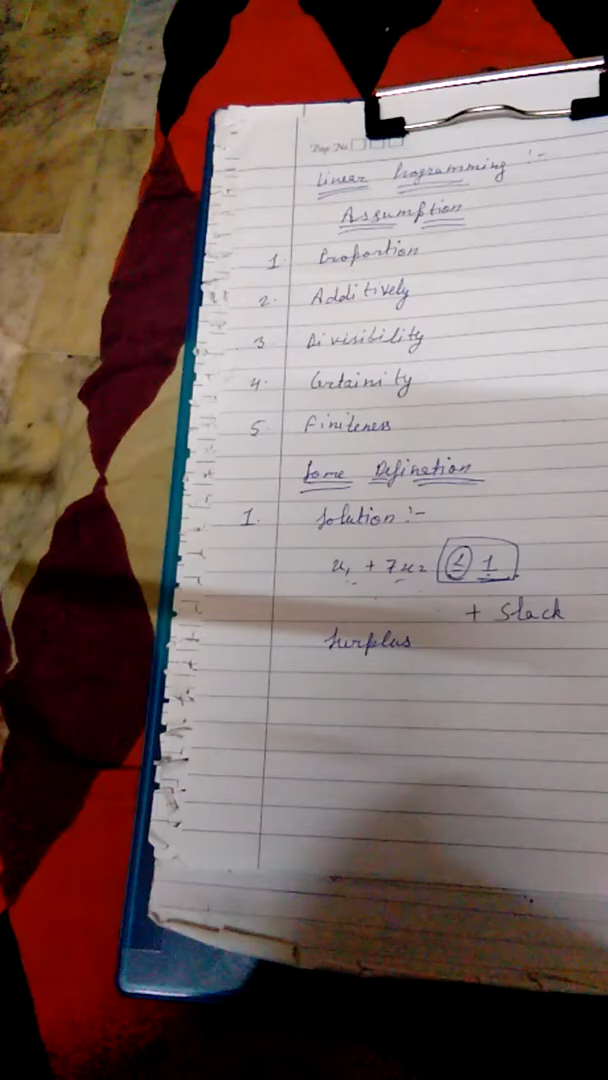 Page No.
Linear Programming :-
Assumption
1. Proportion
2. Additively
3 Divisibility
4. Certainity
5. Finiteness
Some Defination
1. Solution :-
x₁ + 7x₂ ≤ 1
+ Slack
Surplus